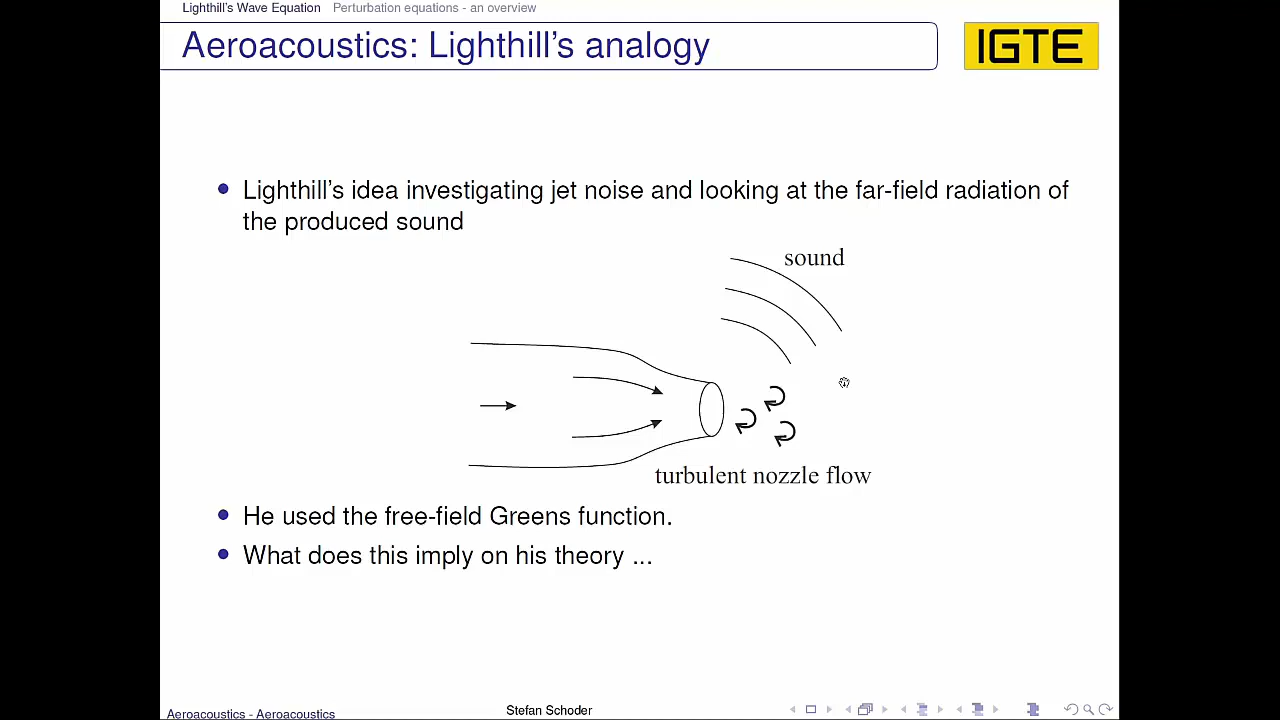 Lighthill's Wave Equation Perturbation equations - an overview
Aeroacoustics: Lighthill's analogy
IGTE
Lighthill's idea investigating jet noise and looking at the far-field radiation of
the produced sound
sound
turbulent nozzle flow
He used the free-field Greens function.
What does this imply on his theory ...
Aeroacoustics - Aeroacoustics
Stefan Schoder